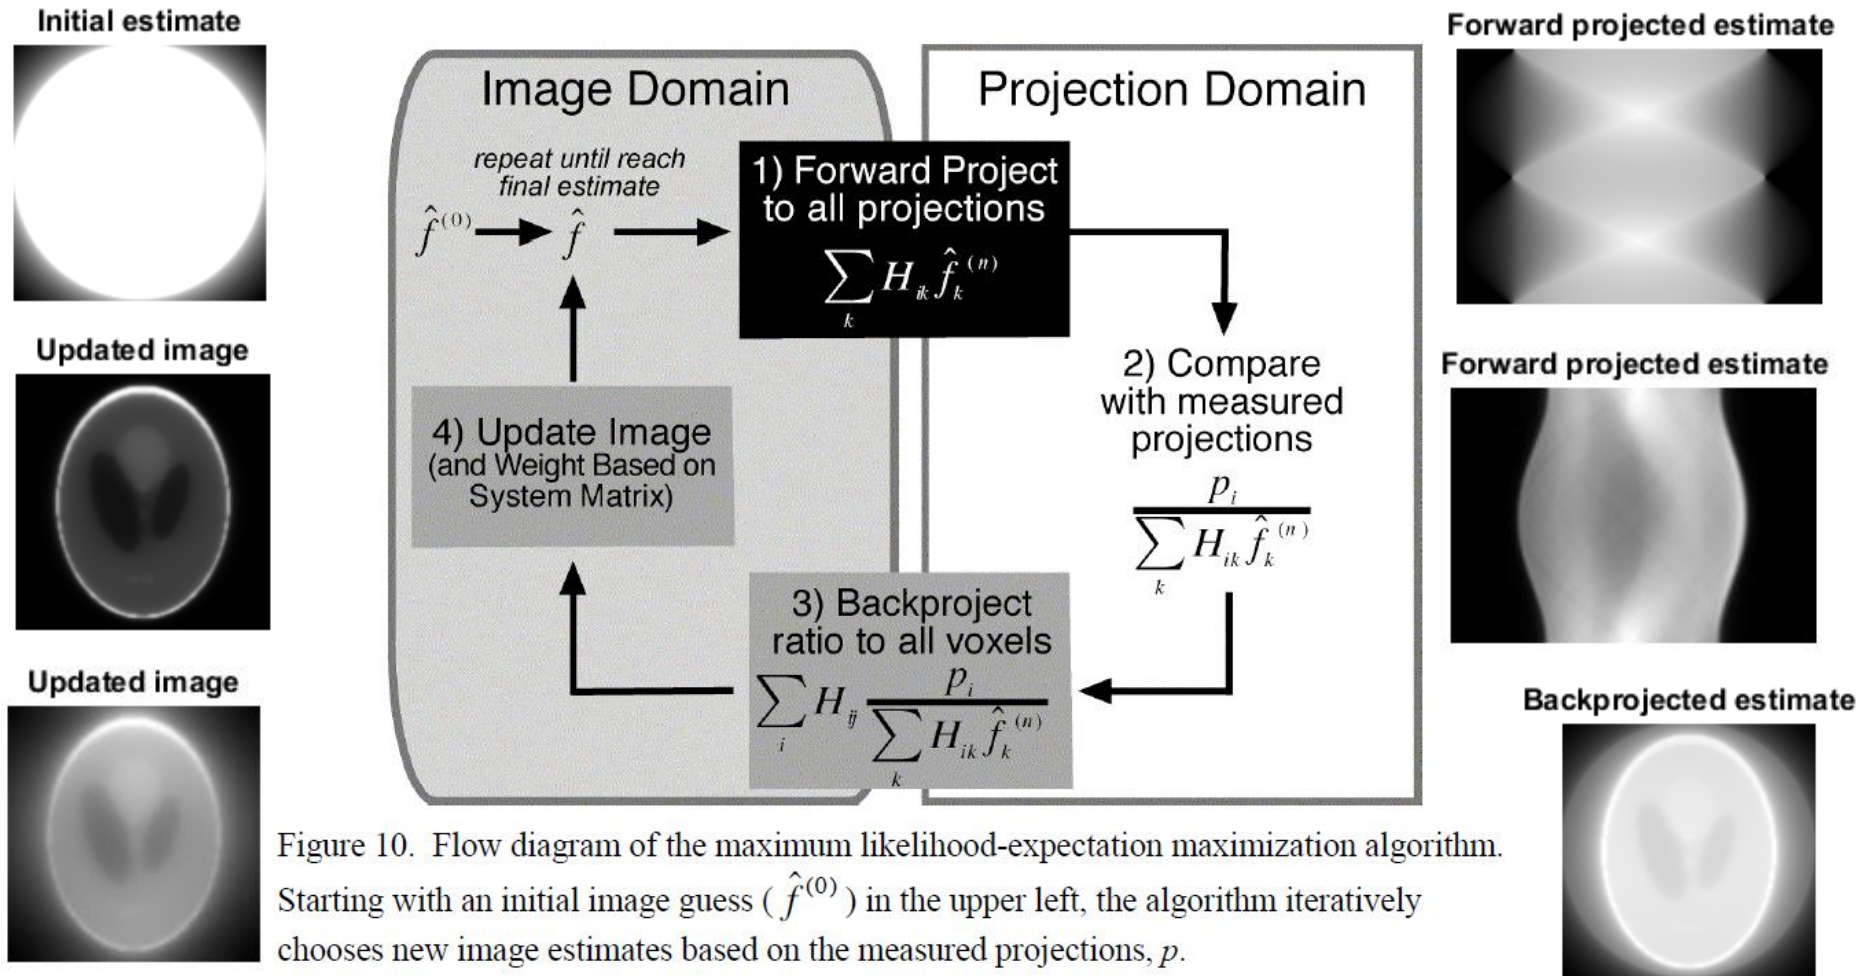 Initial estimate
Updated image
Updated image
Image Domain
repeat until reach
final estimate
f̂⁽⁰⁾ f̂
4) Update Image
(and Weight Based on
System Matrix)
Projection Domain
1) Forward Project
to all projections
∑ₖ Hᵢₖ f̂ₖ⁽ⁿ⁾
2) Compare
with measured
projections
pᵢ
∑ₖ Hᵢₖ f̂ₖ⁽ⁿ⁾
3) Backproject
ratio to all voxels
∑ᵢ Hᵢⱼ pᵢ
∑ₖ Hᵢₖ f̂ₖ⁽ⁿ⁾
Forward projected estimate
Forward projected estimate
Backprojected estimate
Figure 10. Flow diagram of the maximum likelihood-expectation maximization algorithm.
Starting with an initial image guess ( f̂⁽⁰⁾ ) in the upper left, the algorithm iteratively
chooses new image estimates based on the measured projections, p.